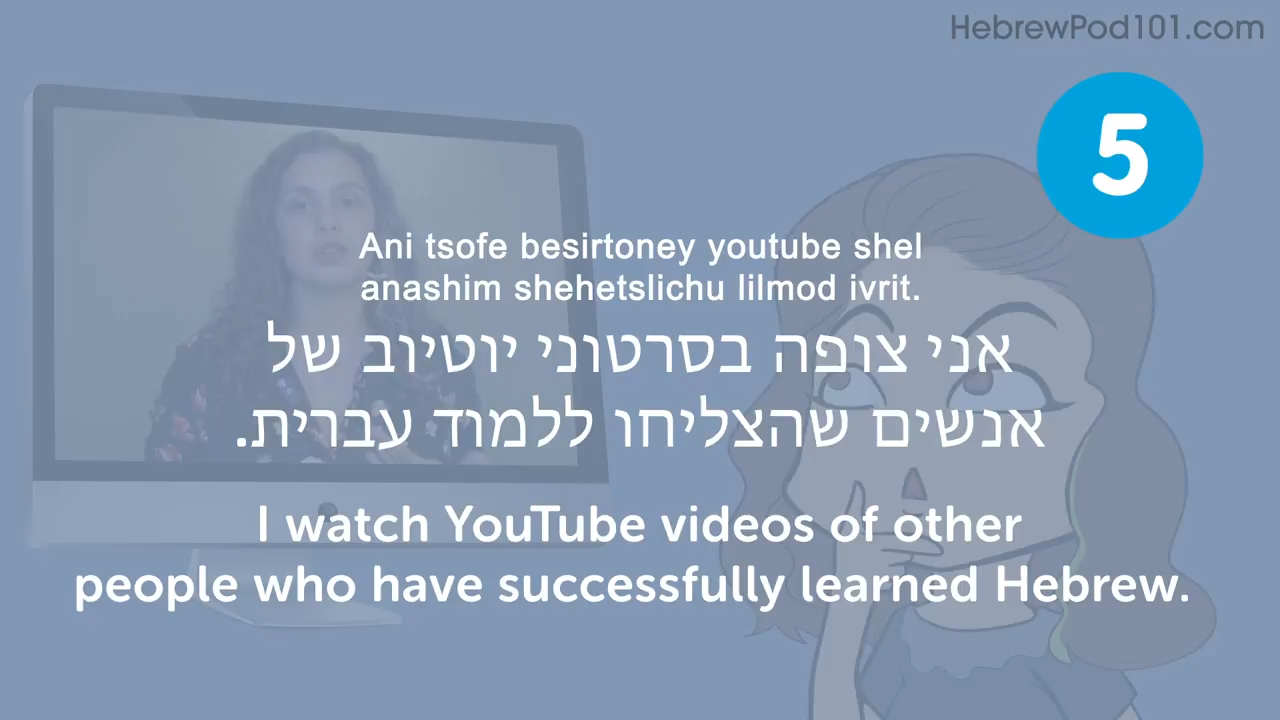 HebrewPod101.com
5
Ani tsofe besirtoney youtube shel
anashim shehetslichu lilmod ivrit.
אני צופה בסרטוני יוטיוב של
אנשים שהצליחו ללמוד עברית.
I watch YouTube videos of other
people who have successfully learned Hebrew.